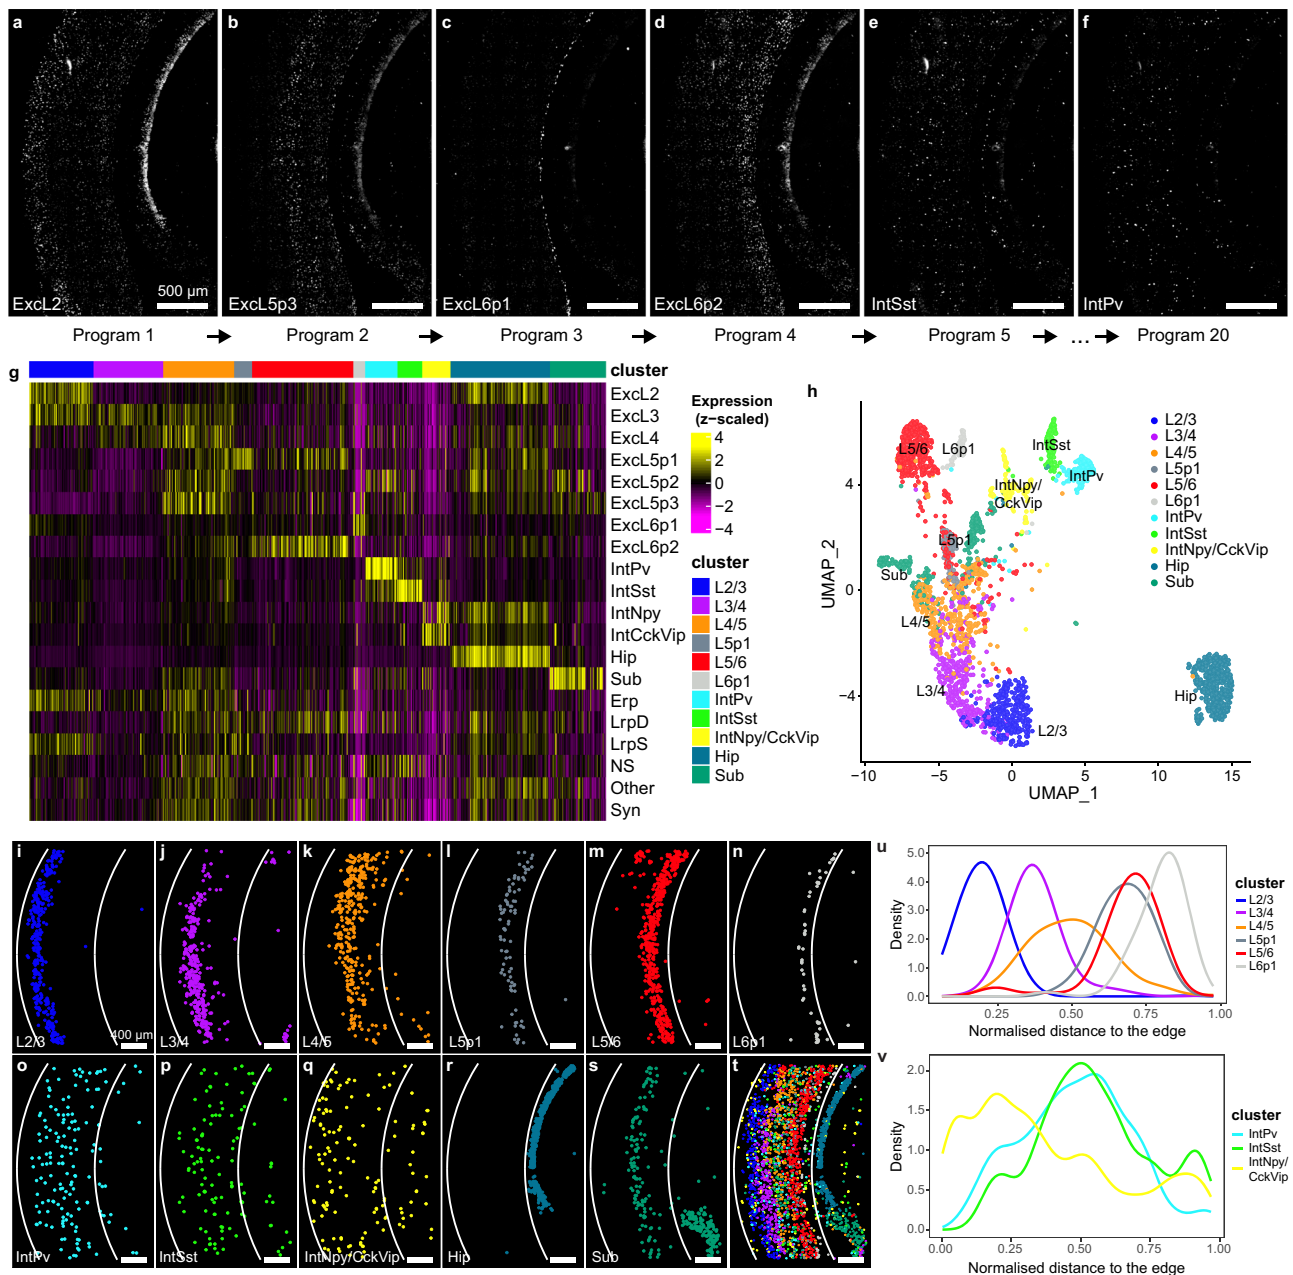 a b c d e f
ExcL2 500 µm ExcL5p3 ExcL6p1 ExcL6p2 IntSst IntPv
Program 1 Program 2 Program 3 Program 4 Program 5 ... Program 20
g
cluster
ExcL2
ExcL3
ExcL4
ExcL5p1
ExcL5p2
ExcL5p3
ExcL6p1
ExcL6p2
IntPv
IntSst
IntNpy
IntCckVip
Hip
Sub
Erp
LrpD
LrpS
NS
Other
Syn
Expression
(z−scaled)
4
2
0
−2
−4
cluster
L2/3
L3/4
L4/5
L5p1
L5/6
L6p1
IntPv
IntSst
IntNpy/CckVip
Hip
Sub
h
L5/6
L6p1
IntSst
IntPv
IntNpy/
CckVip
L5p1
Sub
L4/5
L3/4
L2/3
Hip
L2/3
L3/4
L4/5
L5p1
L5/6
L6p1
IntPv
IntSst
IntNpy/CckVip
Hip
Sub
UMAP_2
4
0
−4
−10 −5 0 5 10 15
UMAP_1
i j k l m n
L2/3 400 µm L3/4 L4/5 L5p1 L5/6 L6p1
o p q r s t
IntPv IntSst IntNpy/CckVip Hip Sub
u
Density
5.0
4.0
3.0
2.0
1.0
0.0
0.25 0.50 0.75 1.00
Normalised distance to the edge
cluster
L2/3
L3/4
L4/5
L5p1
L5/6
L6p1
v
Density
2.0
1.5
1.0
0.5
0.0
0.00 0.25 0.50 0.75 1.00
Normalised distance to the edge
cluster
IntPv
IntSst
IntNpy/
CckVip